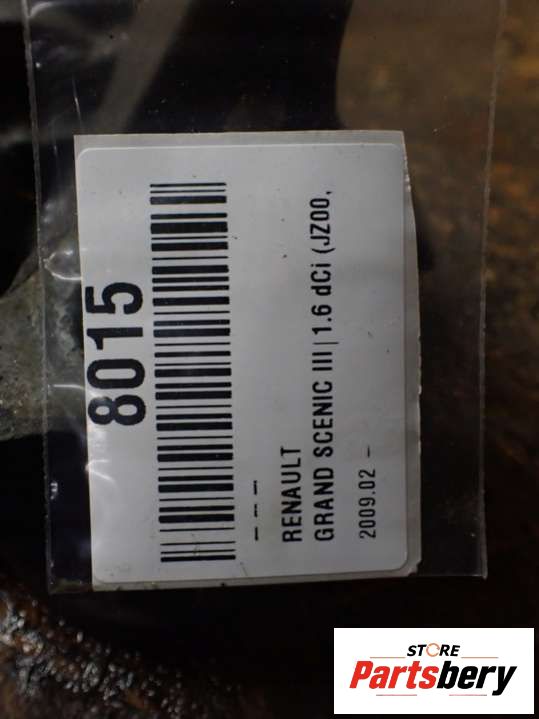 8015
– – –
RENAULT
GRAND SCENIC III | 1.6 dCi (JZ00,
2009.02 –
STORE
Partsbery